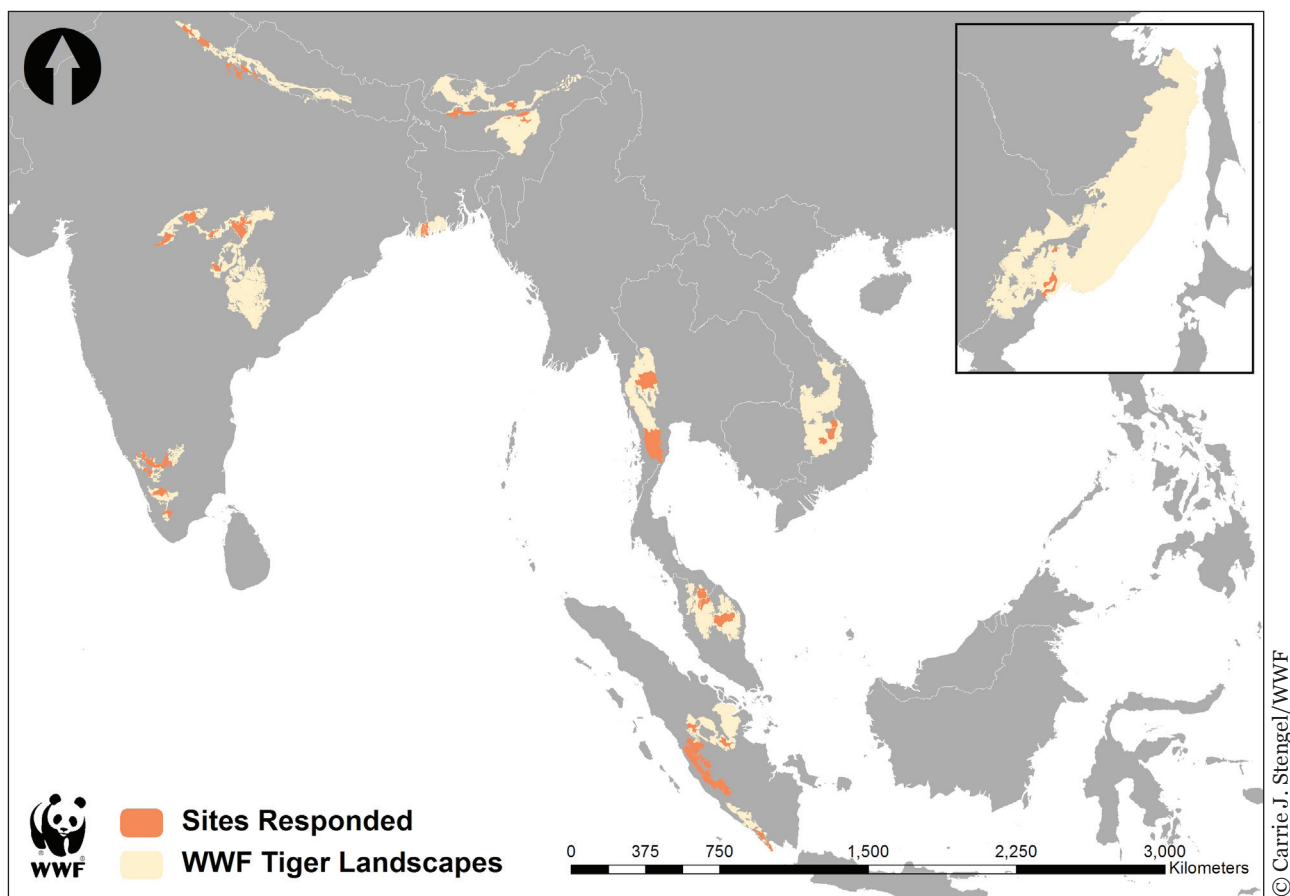 © Carrie J. Stengel/WWF
Sites Responded
WWF Tiger Landscapes
WWF
®
0 375 750 1,500 2,250 3,000
Kilometers